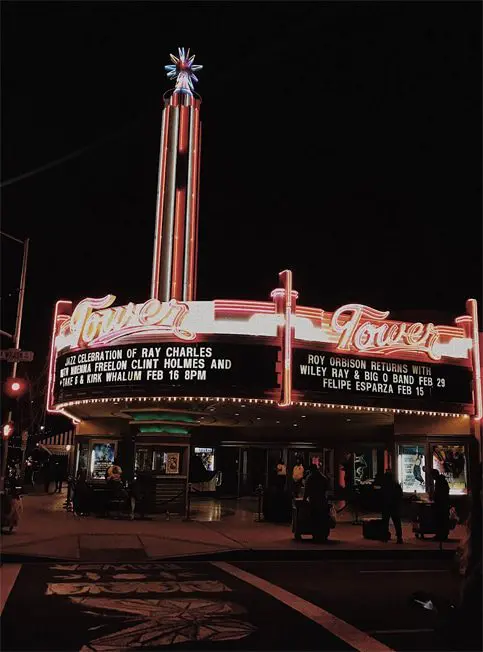 Tower
JAZZ CELEBRATION OF RAY CHARLES
WITH NNENNA FREELON CLINT HOLMES AND
TAKE 6 & KIRK WHALUM FEB 16 8PM
Tower
ROY ORBISON RETURNS WITH
WILEY RAY & BIG O BAND FEB 29
FELIPE ESPARZA FEB 15